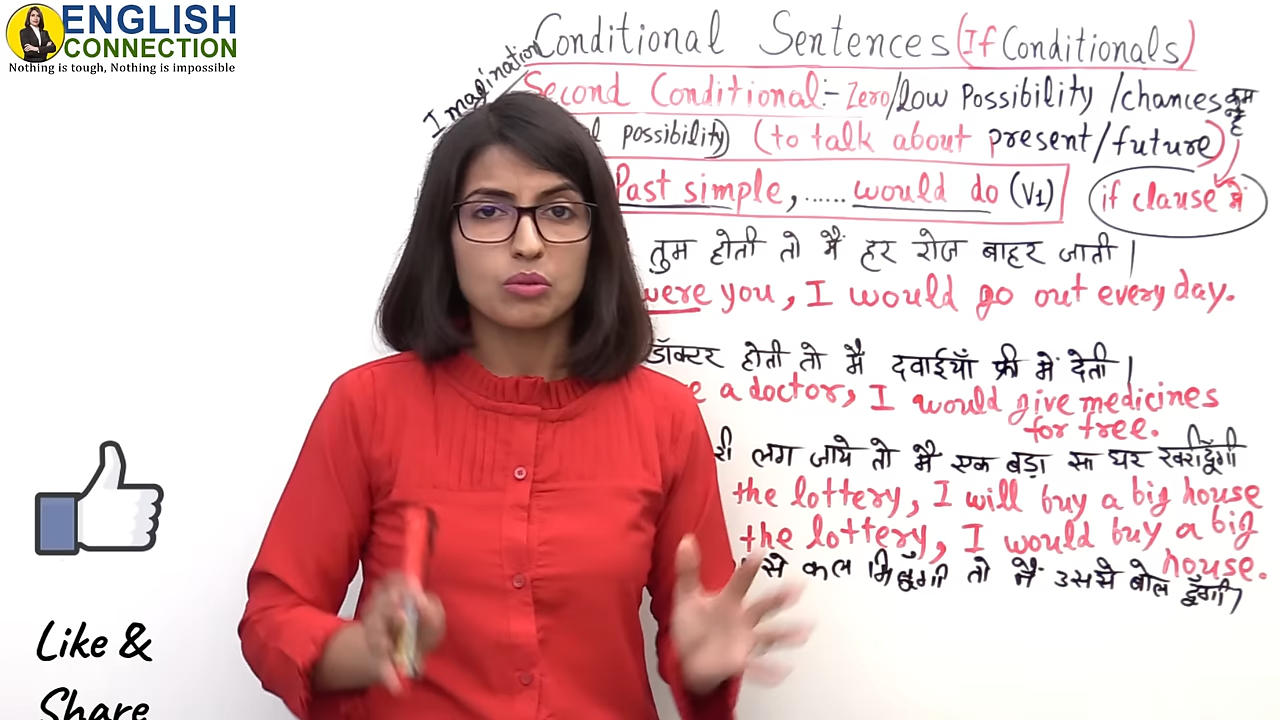 ENGLISH
CONNECTION
Nothing is tough, Nothing is impossible
Conditional Sentences (If Conditionals)
Imagination
Second Conditional:- Zero/low Possibility /chances कम है
possibility) (to talk about present/future)
Past simple, ...... would do (V1)
if clause में
तुम होती तो मैं हर रोज बाहर जाती।
were you, I would go out every day.
डॉक्टर होती तो मैं दवाईयाँ फ्री में देती।
a doctor, I would give medicines
for free.
लग जाये तो मैं एक बड़ा सा घर खरीदूँगी
the lottery, I will buy a big house
the lottery, I would buy a big
house.
से कल मिलूँगी तो मैं उससे बोल दूँगी।
Like &
Share